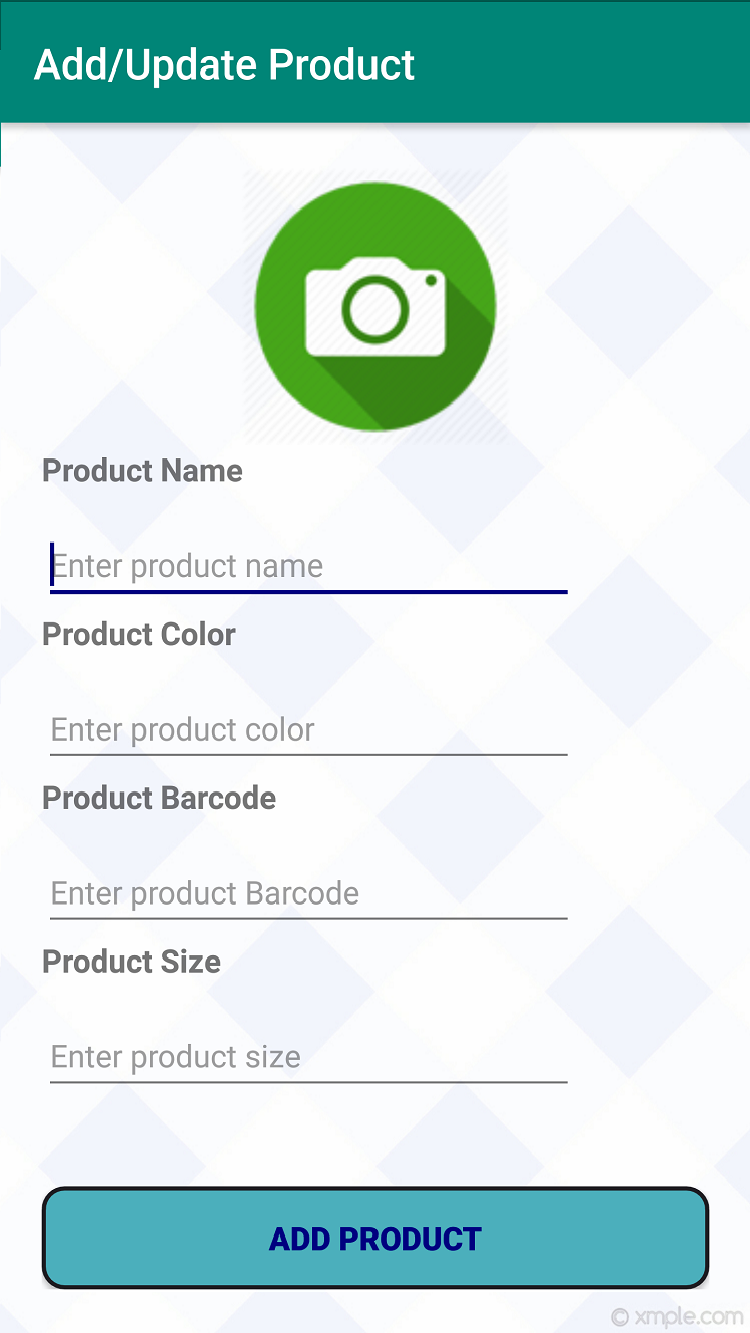 Add/Update Product
Product Name
Enter product name
Product Color
Enter product color
Product Barcode
Enter product Barcode
Product Size
Enter product size
ADD PRODUCT
© xmple.com